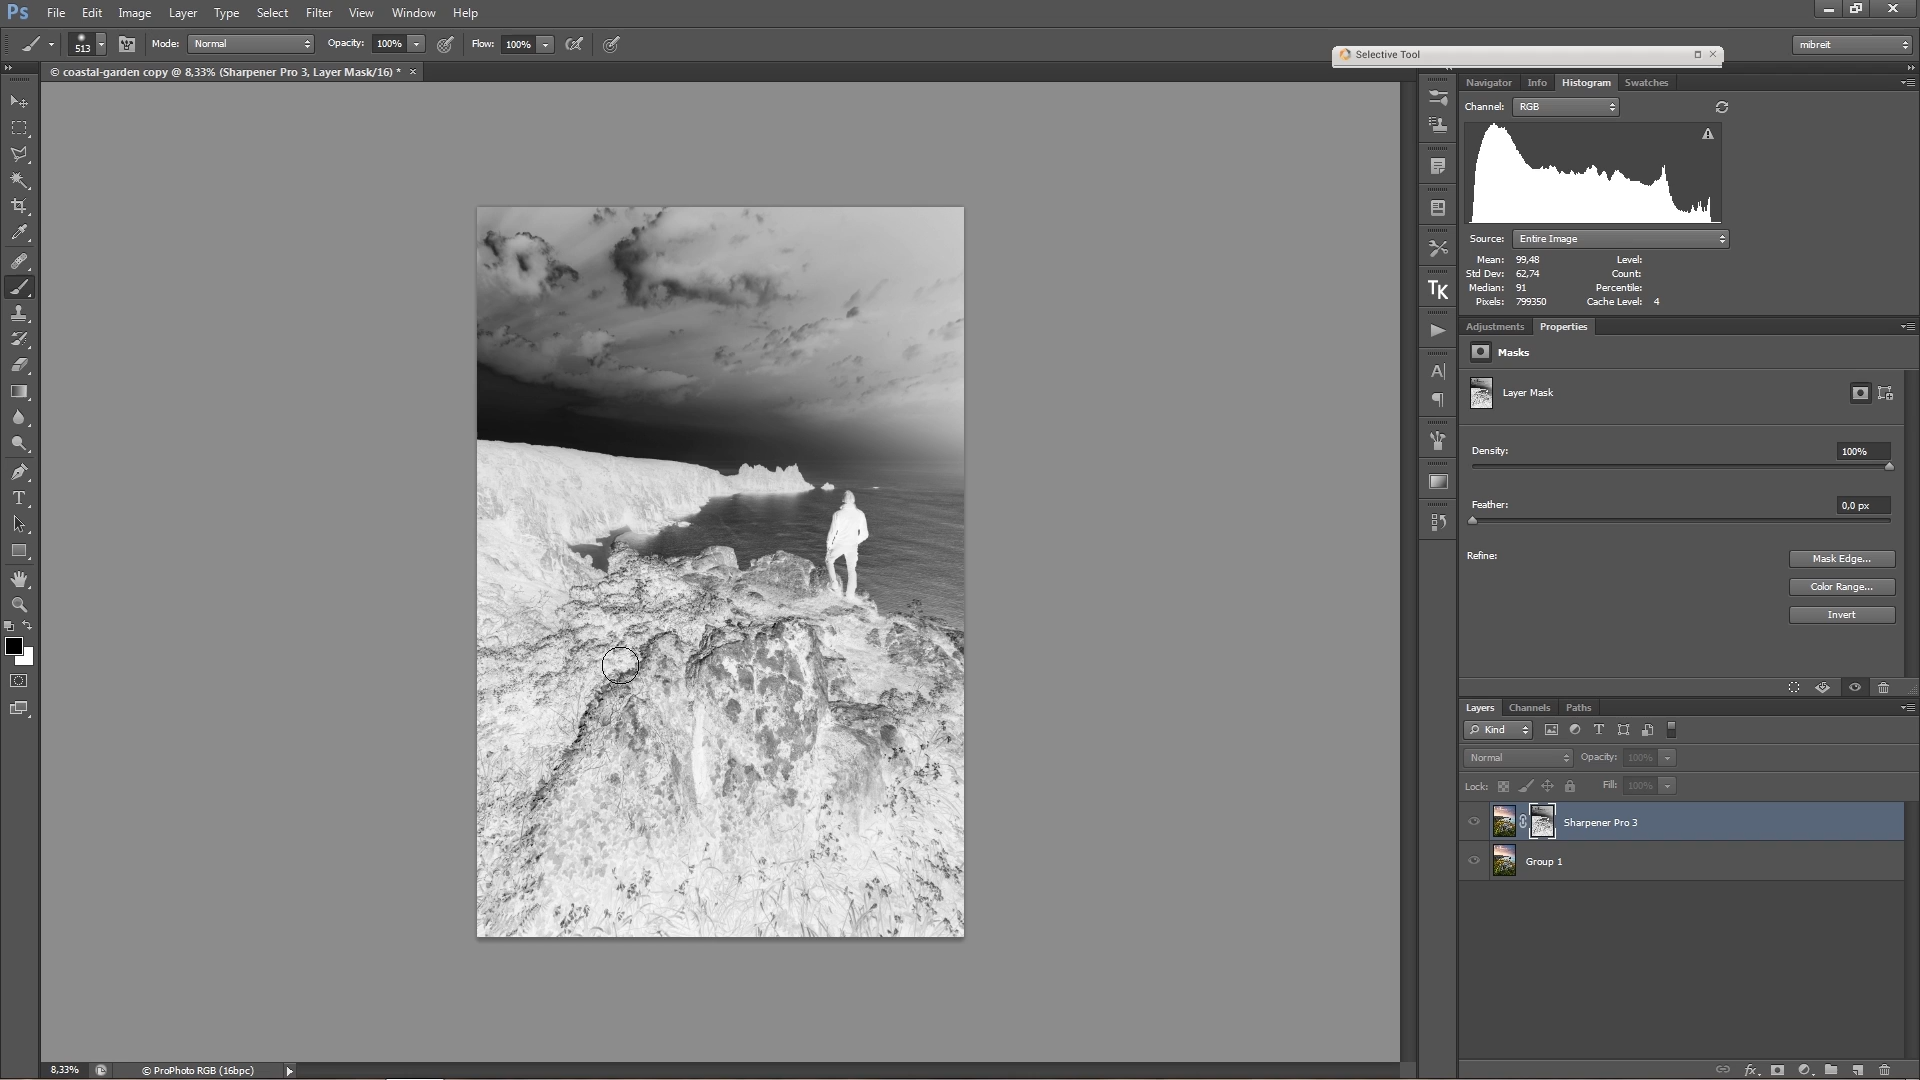 Ps File Edit Image Layer Type Select Filter View Window Help
513 Mode: Normal Opacity: 100% Flow: 100% mibreit
Selective Tool
© coastal-garden copy @ 8,33% (Sharpener Pro 3, Layer Mask/16) * ×
Navigator Info Histogram Swatches
Channel: RGB
Source: Entire Image
Mean: 99,48 Level:
Std Dev: 62,74 Count:
Median: 91 Percentile:
Pixels: 799350 Cache Level: 4
TK
Adjustments Properties
Masks
Layer Mask
Density: 100%
Feather: 0,0 px
Refine:
Mask Edge...
Color Range...
Invert
Layers Channels Paths
Kind
Normal Opacity: 100%
Lock: Fill: 100%
Sharpener Pro 3
Group 1
8,33% © ProPhoto RGB (16bpc)